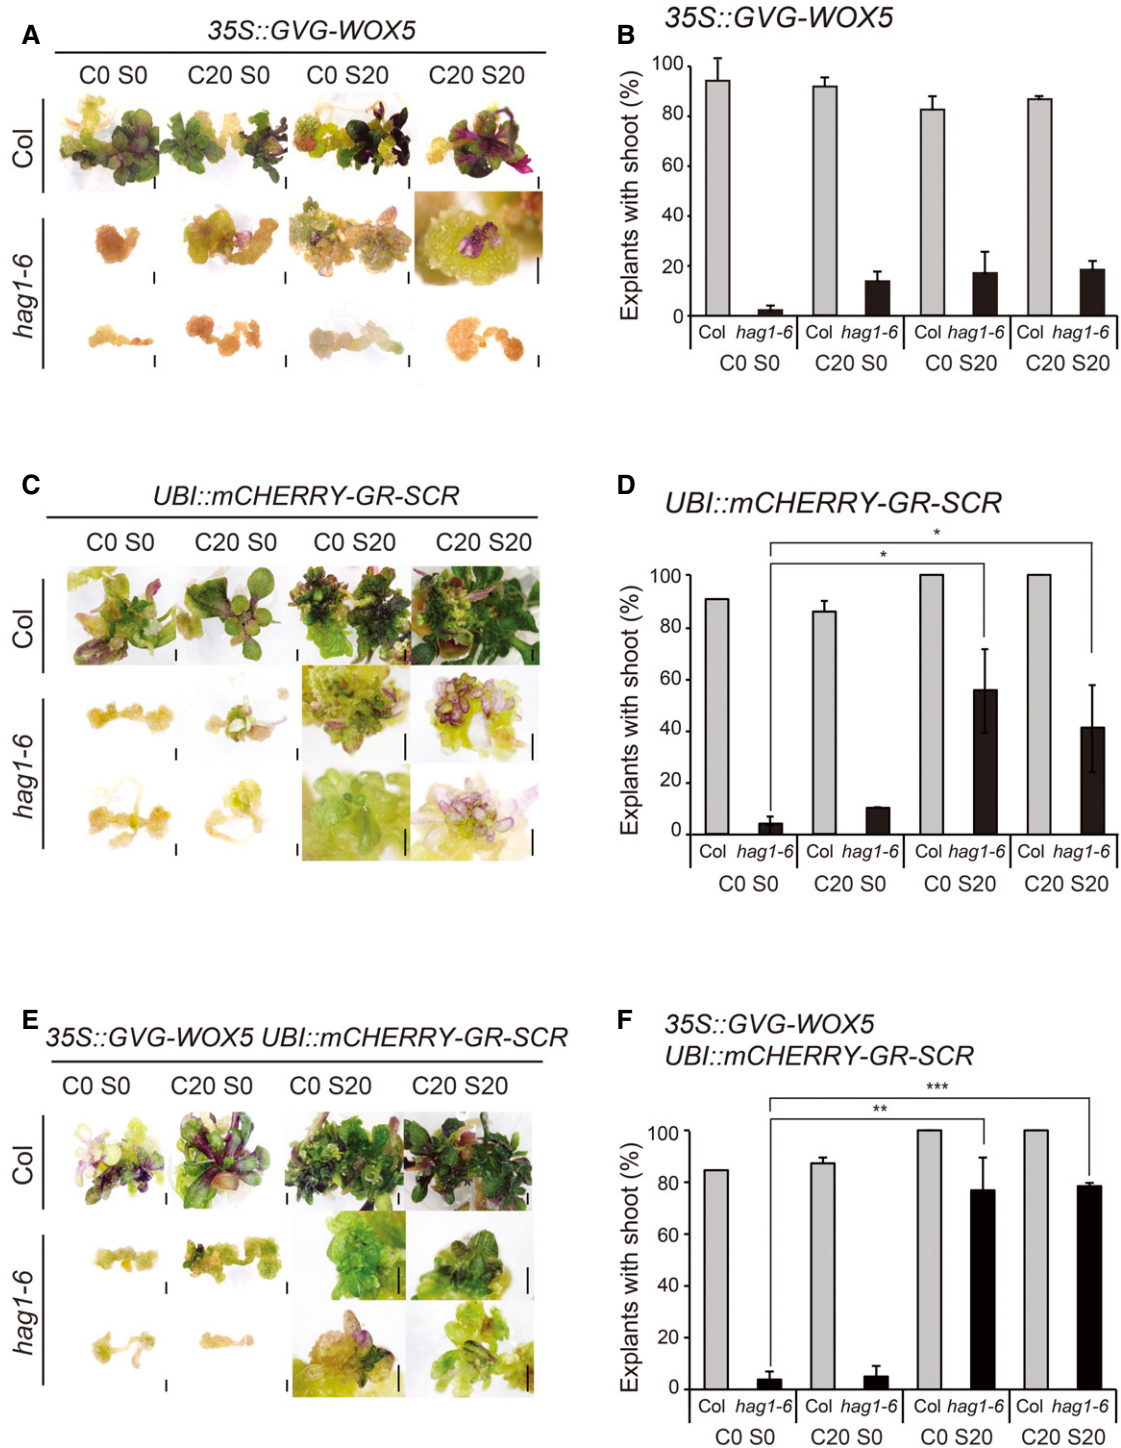 A
35S::GVG-WOX5
C0 S0 C20 S0 C0 S20 C20 S20
Col
hag1-6
B
35S::GVG-WOX5
Explants with shoot (%)
100
80
60
40
20
0
Col hag1-6 Col hag1-6 Col hag1-6 Col hag1-6
C0 S0 C20 S0 C0 S20 C20 S20
C
UBI::mCHERRY-GR-SCR
C0 S0 C20 S0 C0 S20 C20 S20
Col
hag1-6
D
UBI::mCHERRY-GR-SCR
*
*
Explants with shoot (%)
100
80
60
40
20
0
Col hag1-6 Col hag1-6 Col hag1-6 Col hag1-6
C0 S0 C20 S0 C0 S20 C20 S20
E
35S::GVG-WOX5 UBI::mCHERRY-GR-SCR
C0 S0 C20 S0 C0 S20 C20 S20
Col
hag1-6
F
35S::GVG-WOX5
UBI::mCHERRY-GR-SCR
***
**
Explants with shoot (%)
100
80
60
40
20
0
Col hag1-6 Col hag1-6 Col hag1-6 Col hag1-6
C0 S0 C20 S0 C0 S20 C20 S20